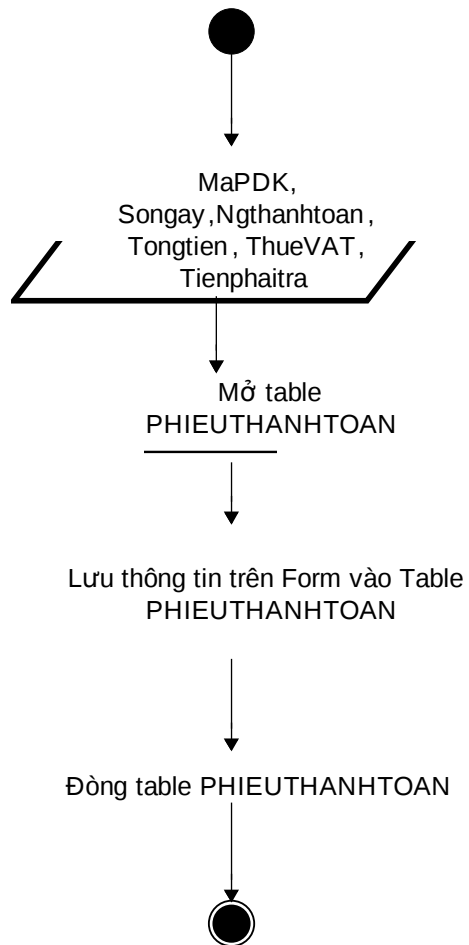 MaPDK,
Songay,Ngthanhtoan,
Tongtien, ThueVAT,
Tienphaitra
Mở table
PHIEUTHANHTOAN
Lưu thông tin trên Form vào Table
PHIEUTHANHTOAN
Đòng table PHIEUTHANHTOAN